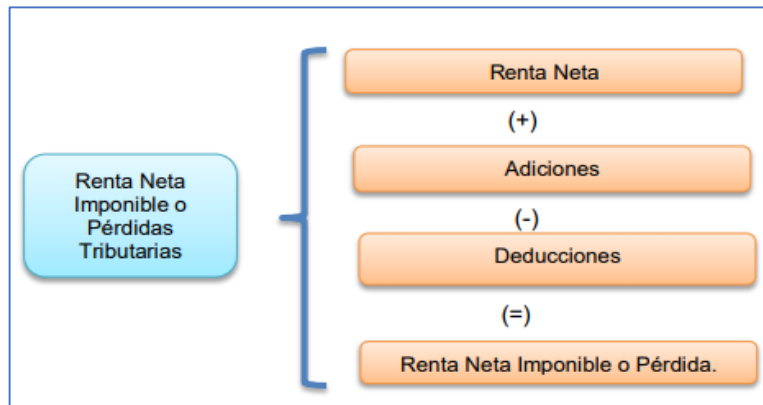 Renta Neta
Imponible o
Pérdidas
Tributarias
Renta Neta
(+)
Adiciones
(-)
Deducciones
(=)
Renta Neta Imponible o Pérdida.